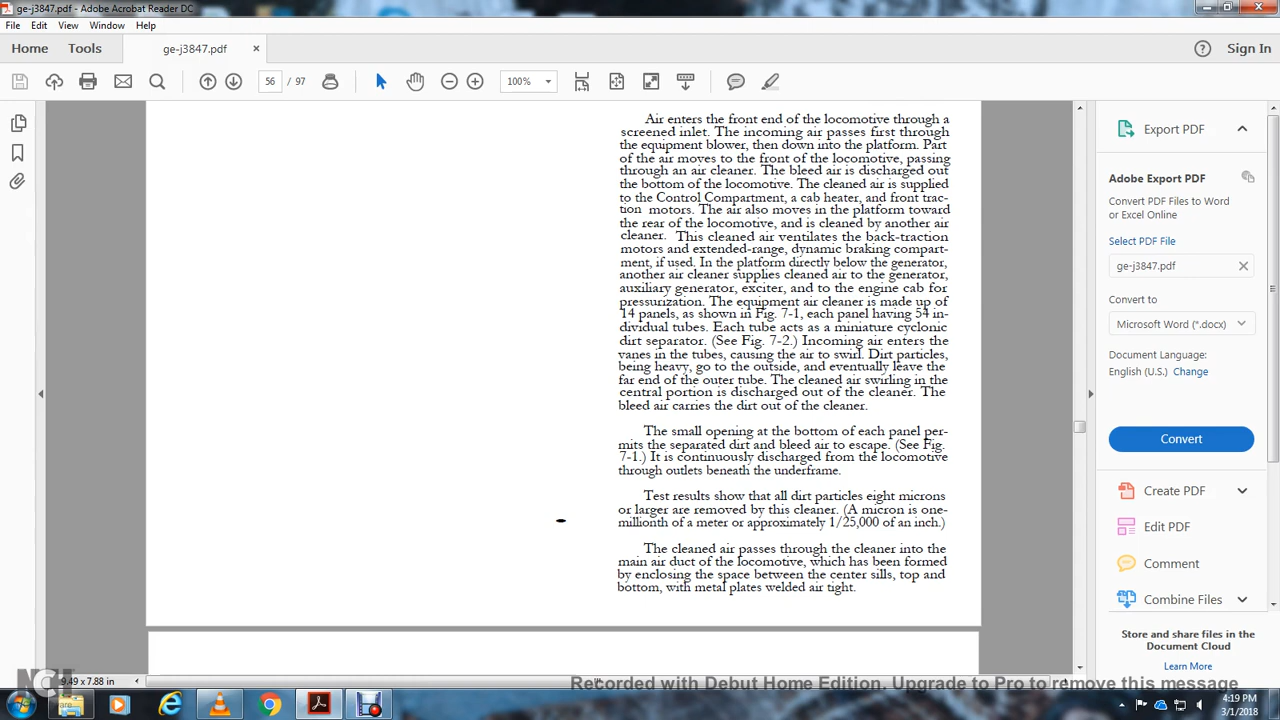 ge-j3847.pdf - Adobe Acrobat Reader DC
File Edit View Window Help
Home Tools ge-j3847.pdf × Sign In
56 / 97 100%
Air enters the front end of the locomotive through a
screened inlet. The incoming air passes first through
the equipment blower, then down into the platform. Part
of the air moves to the front of the locomotive, passing
through an air cleaner. The bleed air is discharged out
the bottom of the locomotive. The cleaned air is supplied
to the Control Compartment, a cab heater, and front trac-
tion motors. The air also moves in the platform toward
the rear of the locomotive, and is cleaned by another air
cleaner. This cleaned air ventilates the back-traction
motors and extended-range, dynamic braking compart-
ment, if used. In the platform directly below the generator,
another air cleaner supplies cleaned air to the generator,
auxiliary generator, exciter, and to the engine cab for
pressurization. The equipment air cleaner is made up of
14 panels, as shown in Fig. 7-1, each panel having 54 in-
dividual tubes. Each tube acts as a miniature cyclonic
dirt separator. (See Fig. 7-2.) Incoming air enters the
vanes in the tubes, causing the air to swirl. Dirt particles,
being heavy, go to the outside, and eventually leave the
far end of the outer tube. The cleaned air swirling in the
central portion is discharged out of the cleaner. The
bleed air carries the dirt out of the cleaner.
The small opening at the bottom of each panel per-
mits the separated dirt and bleed air to escape. (See Fig.
7-1.) It is continuously discharged from the locomotive
through outlets beneath the underframe.
Test results show that all dirt particles eight microns
or larger are removed by this cleaner. (A micron is one-
millionth of a meter or approximately 1/25,000 of an inch.)
The cleaned air passes through the cleaner into the
main air duct of the locomotive, which has been formed
by enclosing the space between the center sills, top and
bottom, with metal plates welded air tight.
Export PDF
Adobe Export PDF
Convert PDF Files to Word
or Excel Online
Select PDF File
ge-j3847.pdf
Convert to
Microsoft Word (*.docx)
Document Language:
English (U.S.) Change
Convert
Create PDF
Edit PDF
Comment
Combine Files
Store and share files in the
Document Cloud
Learn More
9.49 x 7.88 in
Recorded with Debut Home Edition. Upgrade to Pro to remove this message
4:19 PM
3/1/2018